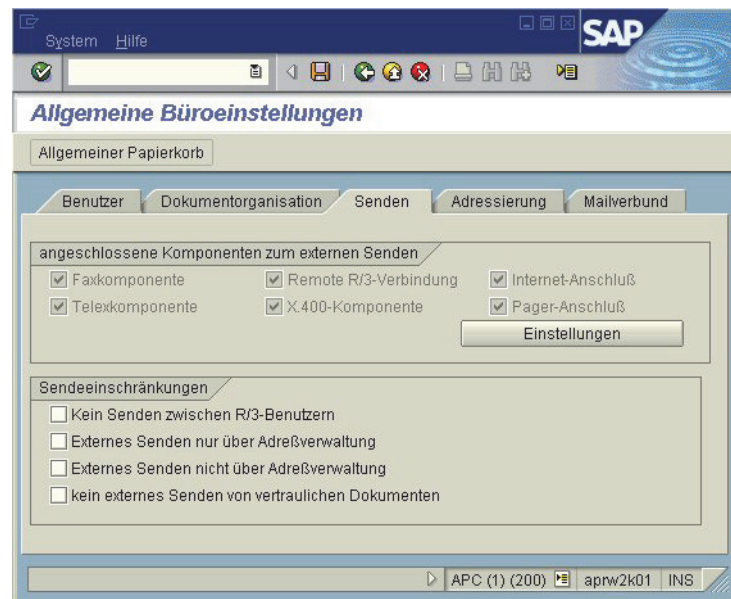 System Hilfe
SAP
Allgemeine Büroeinstellungen
Allgemeiner Papierkorb
Benutzer Dokumentorganisation Senden Adressierung Mailverbund
angeschlossene Komponenten zum externen Senden
Faxkomponente Remote R/3-Verbindung Internet-Anschluß
Telexkomponente X.400-Komponente Pager-Anschluß
Einstellungen
Sendeeinschränkungen
Kein Senden zwischen R/3-Benutzern
Externes Senden nur über Adreßverwaltung
Externes Senden nicht über Adreßverwaltung
kein externes Senden von vertraulichen Dokumenten
APC (1) (200) aprw2k01 INS